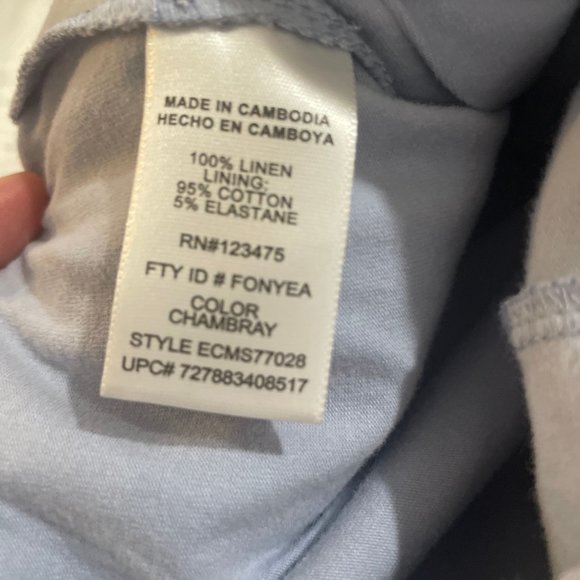 MADE IN CAMBODIA
HECHO EN CAMBOYA
100% LINEN
LINING:
95% COTTON
5% ELASTANE
RN#123475
FTY ID # FONYEA
COLOR
CHAMBRAY
STYLE ECMS77028
UPC# 727883408517